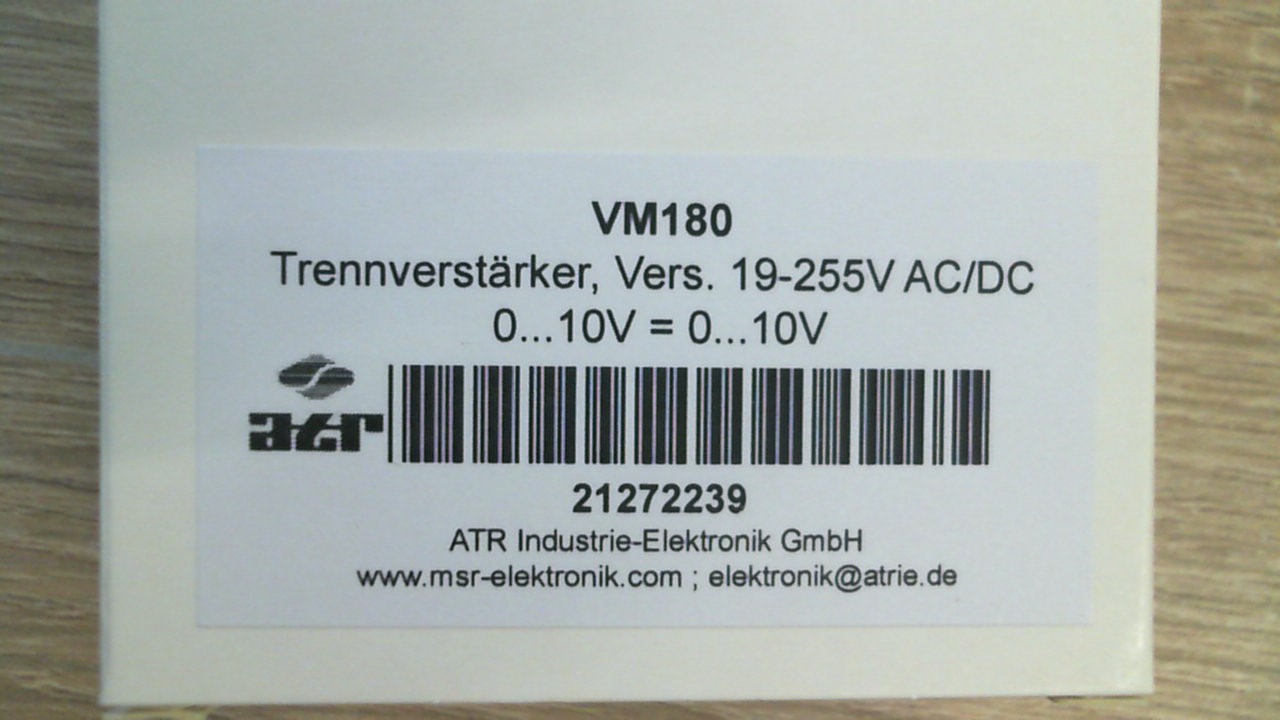 VM180
Trennverstärker, Vers. 19-255V AC/DC
0...10V = 0...10V
atr
21272239
ATR Industrie-Elektronik GmbH
www.msr-elektronik.com ; elektronik@atrie.de